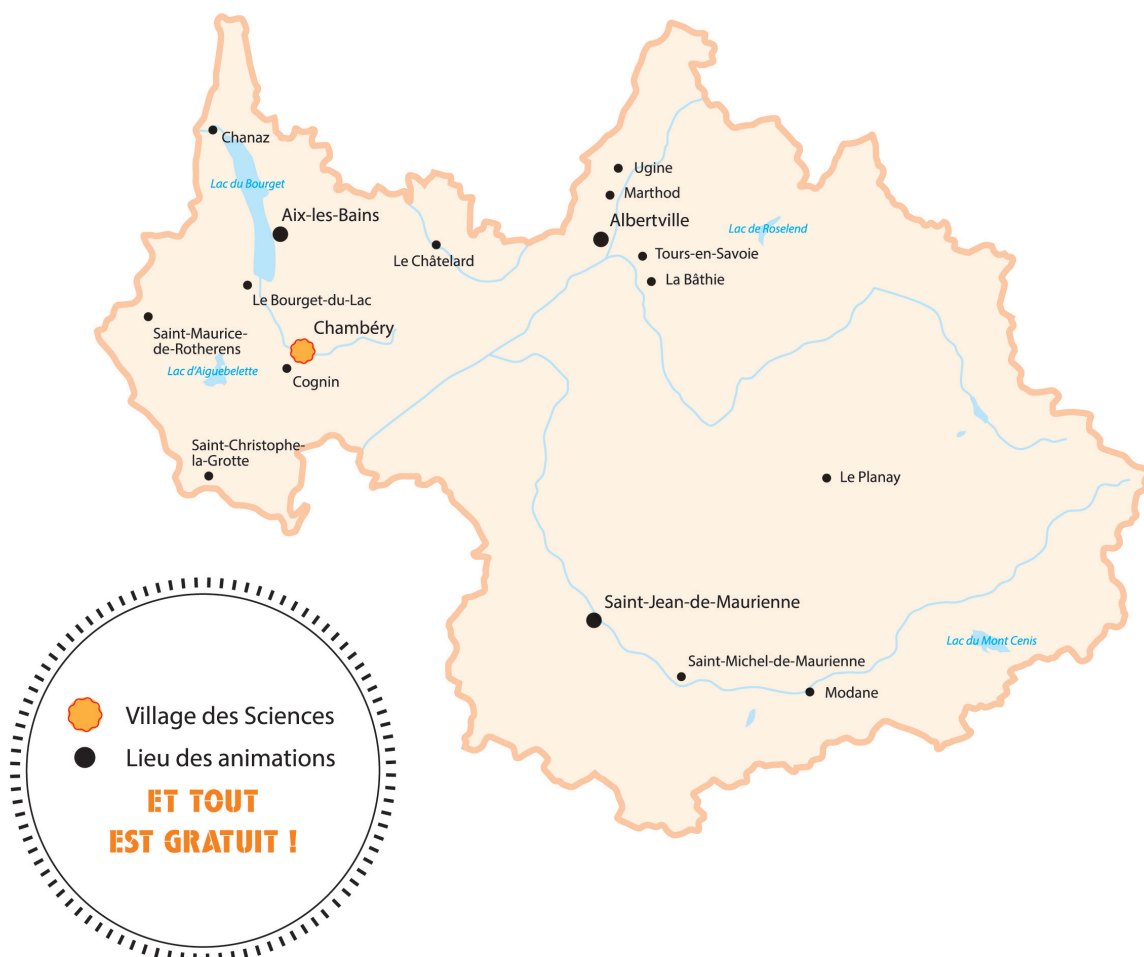 Chanaz
Lac du Bourget
Aix-les-Bains
Le Châtelard
Le Bourget-du-Lac
Chambéry
Saint-Maurice-
de-Rotherens
Lac d'Aiguebelette
Cognin
Saint-Christophe-
la-Grotte
Ugine
Marthod
Albertville
Lac de Roselend
Tours-en-Savoie
La Bâthie
Le Planay
Saint-Jean-de-Maurienne
Lac du Mont Cenis
Saint-Michel-de-Maurienne
Modane
Village des Sciences
Lieu des animations
ET TOUT
EST GRATUIT !